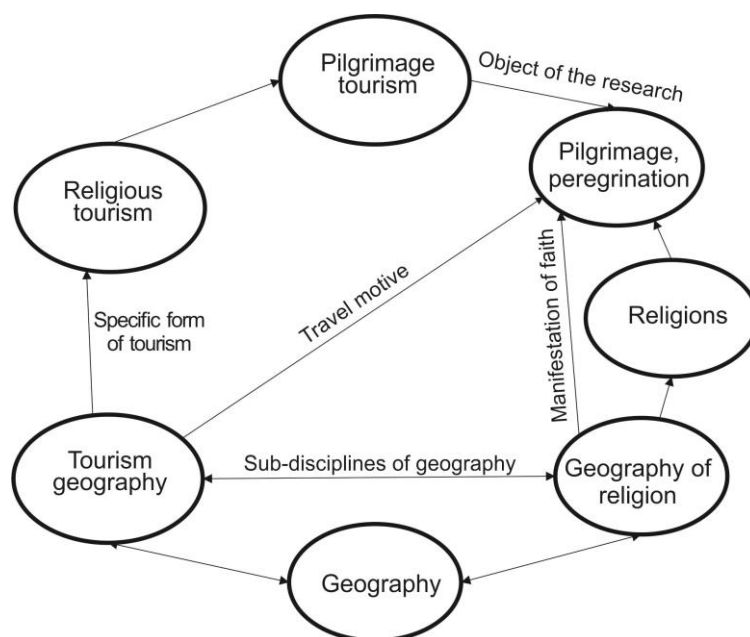 Pilgrimage
tourism
Object of the research
Pilgrimage,
peregrination
Religious
tourism
Travel motive
Manifestation of faith
Religions
Specific form
of tourism
Tourism
geography
Sub-disciplines of geography
Geography of
religion
Geography